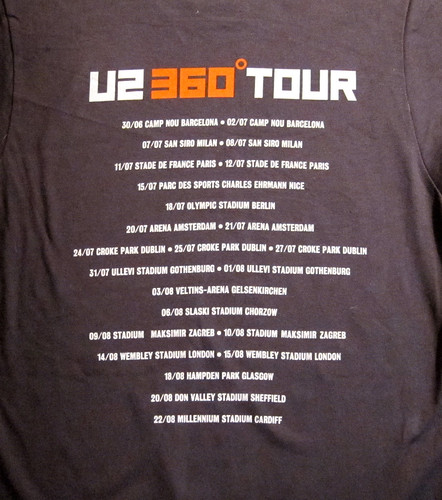 U2 360° TOUR
30/06 CAMP NOU BARCELONA • 02/07 CAMP NOU BARCELONA
07/07 SAN SIRO MILAN • 08/07 SAN SIRO MILAN
11/07 STADE DE FRANCE PARIS • 12/07 STADE DE FRANCE PARIS
15/07 PARC DES SPORTS CHARLES EHRMANN NICE
18/07 OLYMPIC STADIUM BERLIN
20/07 ARENA AMSTERDAM • 21/07 ARENA AMSTERDAM
24/07 CROKE PARK DUBLIN • 25/07 CROKE PARK DUBLIN • 27/07 CROKE PARK DUBLIN
31/07 ULLEVI STADIUM GOTHENBURG • 01/08 ULLEVI STADIUM GOTHENBURG
03/08 VELTINS-ARENA GELSENKIRCHEN
06/08 SLASKI STADIUM CHORZOW
09/08 STADIUM MAKSIMIR ZAGREB • 10/08 STADIUM MAKSIMIR ZAGREB
14/08 WEMBLEY STADIUM LONDON • 15/08 WEMBLEY STADIUM LONDON
18/08 HAMPDEN PARK GLASGOW
20/08 DON VALLEY STADIUM SHEFFIELD
22/08 MILLENNIUM STADIUM CARDIFF